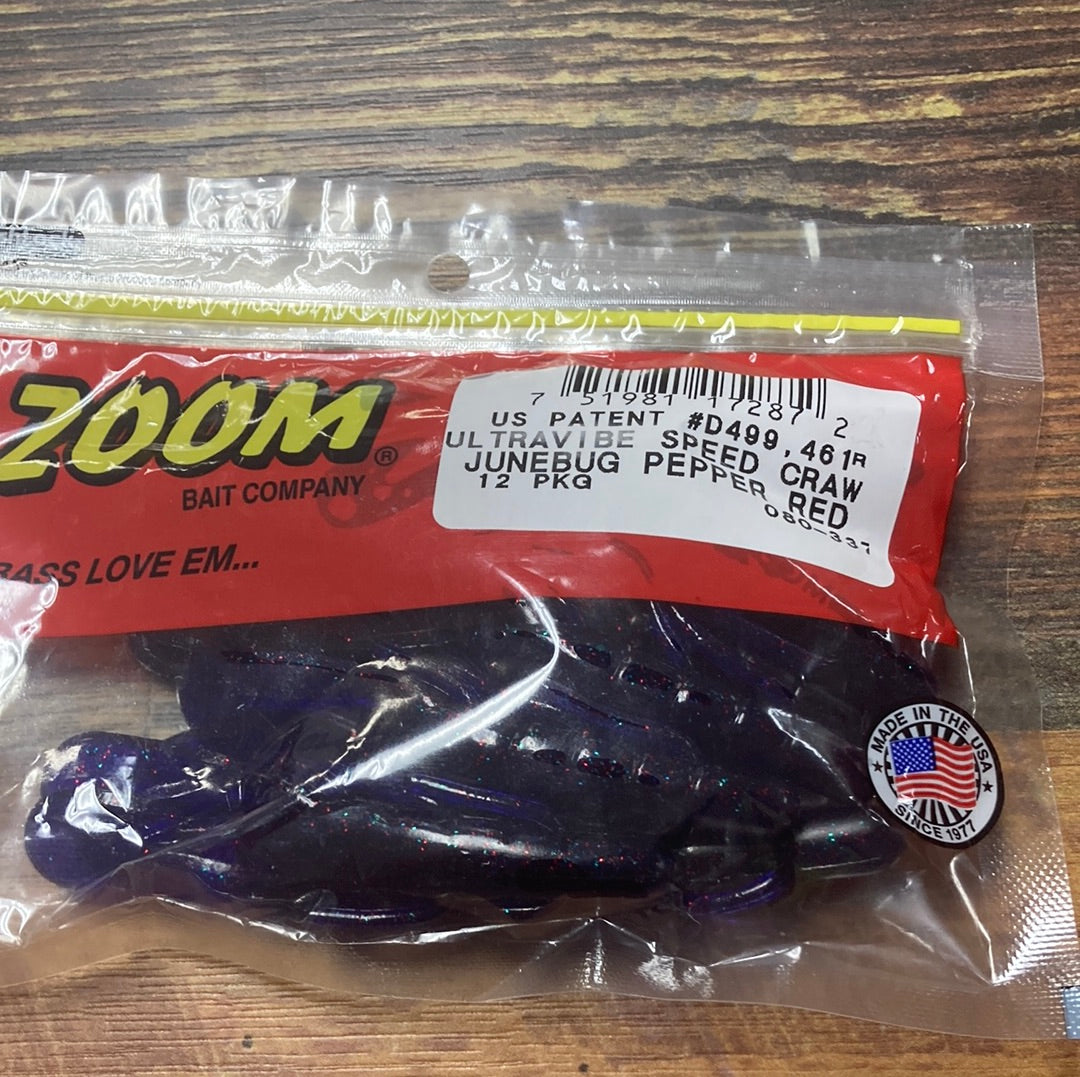 ZOOM®
BAIT COMPANY
BASS LOVE EM...
7 51981 17287 2
US PATENT #D499,461R
ULTRAVIBE SPEED CRAW
JUNEBUG PEPPER RED
12 PKG
080-337
MADE IN THE USA
SINCE 1977